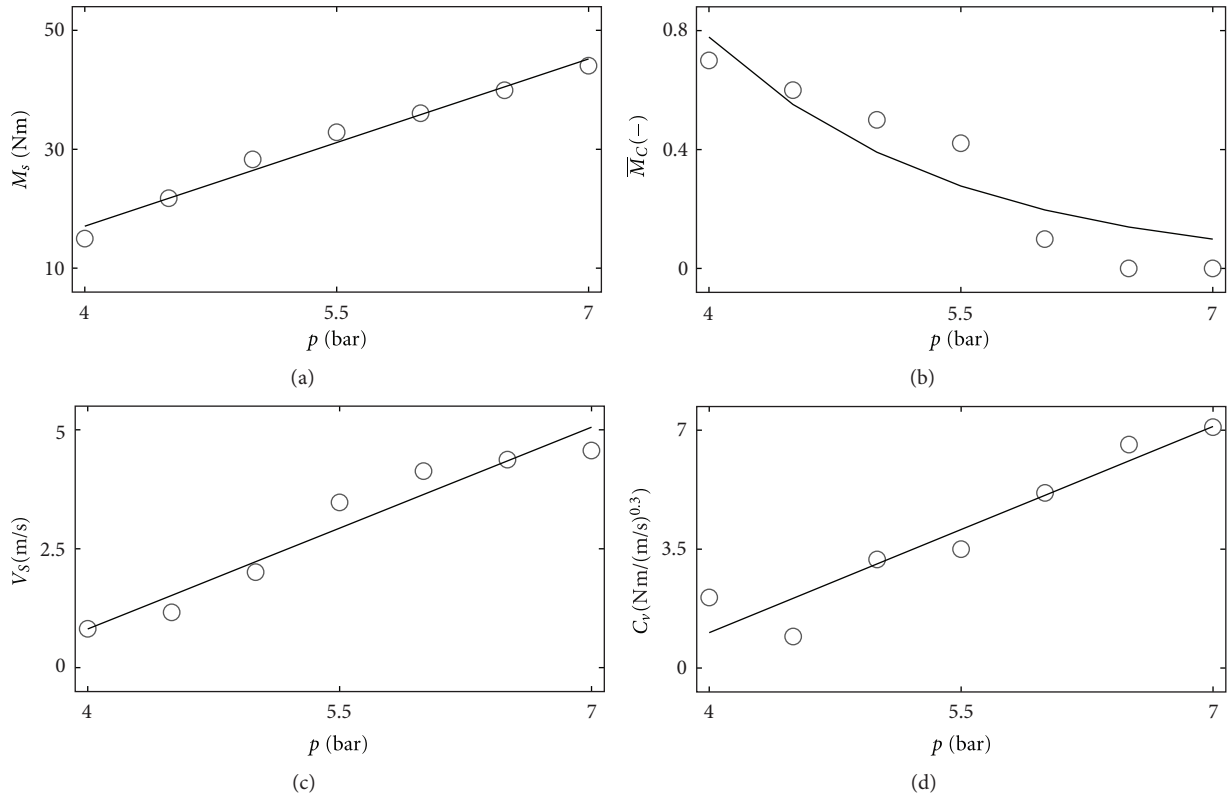 50
30
10
M_s (Nm)
4
5.5
7
p (bar)
(a)
0.8
0.4
0
M̅_C(−)
4
5.5
7
p (bar)
(b)
5
2.5
0
V_S(m/s)
4
5.5
7
p (bar)
(c)
7
3.5
0
C_v(Nm/(m/s)^0.3)
4
5.5
7
p (bar)
(d)